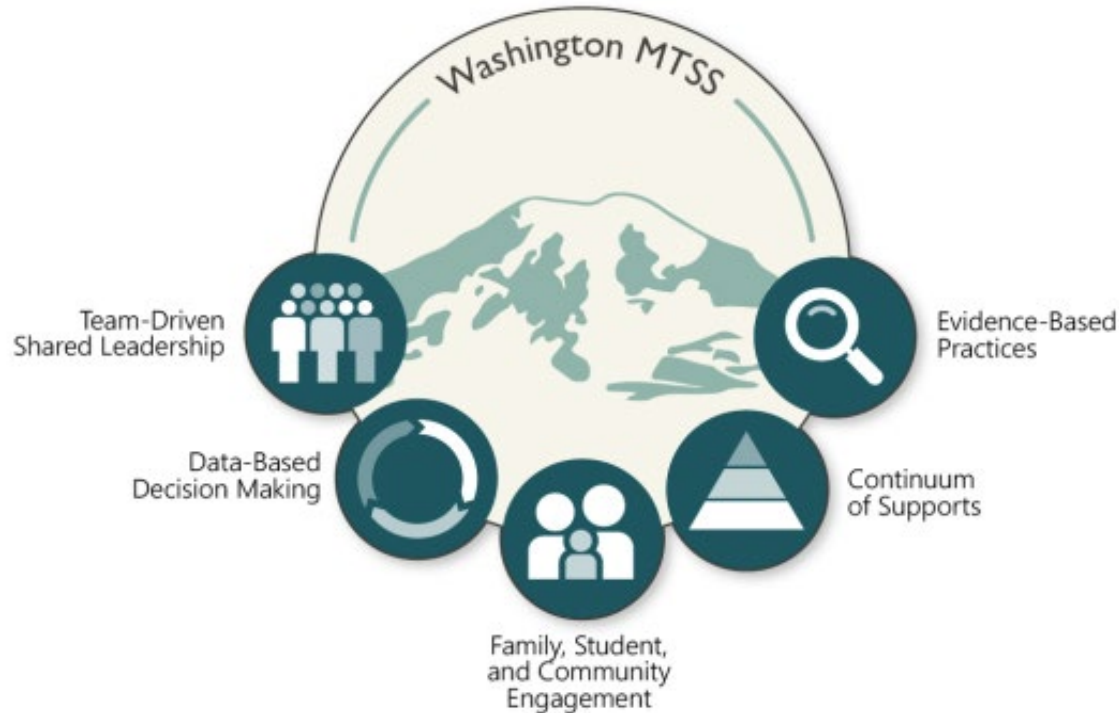 Washington MTSS
Team-Driven
Shared Leadership
Evidence-Based
Practices
Data-Based
Decision Making
Continuum
of Supports
Family, Student,
and Community
Engagement